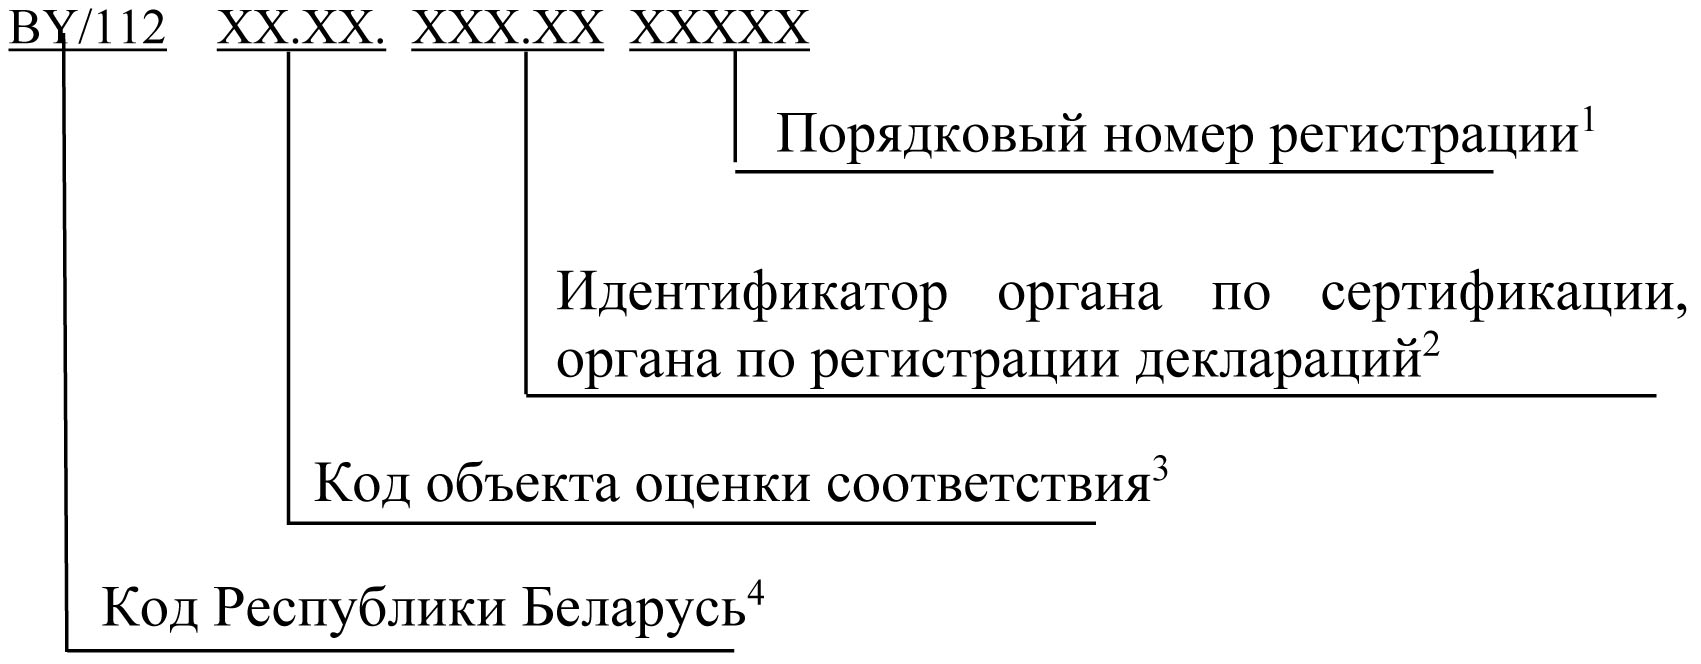 BY/112 XX.XX. XXX.XX XXXXX
Порядковый номер регистрации¹
Идентификатор органа по сертификации,
органа по регистрации деклараций²
Код объекта оценки соответствия³
Код Республики Беларусь⁴